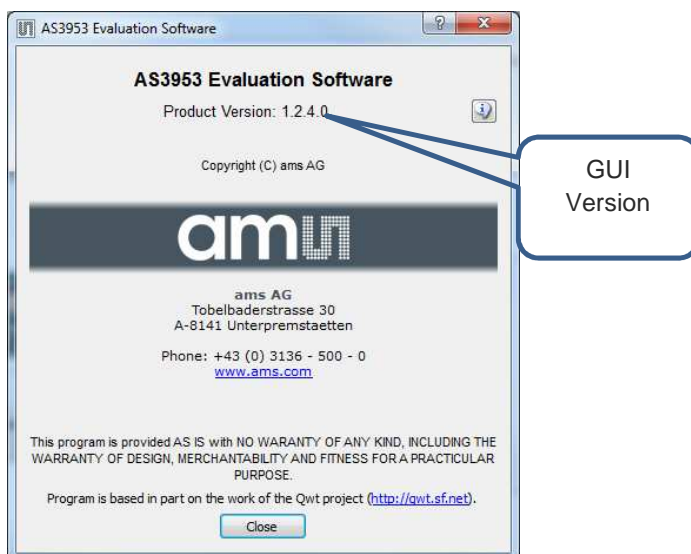 AS3953 Evaluation Software
AS3953 Evaluation Software
Product Version: 1.2.4.0
Copyright (C) ams AG
GUI
Version
am
ams AG
Tobelbaderstrasse 30
A-8141 Unterpremstaetten
Phone: +43 (0) 3136 - 500 - 0
www.ams.com
This program is provided AS IS with NO WARANTY OF ANY KIND, INCLUDING THE
WARRANTY OF DESIGN, MERCHANTABILITY AND FITNESS FOR A PRACTICULAR
PURPOSE.
Program is based in part on the work of the Qwt project (http://qwt.sf.net).
Close